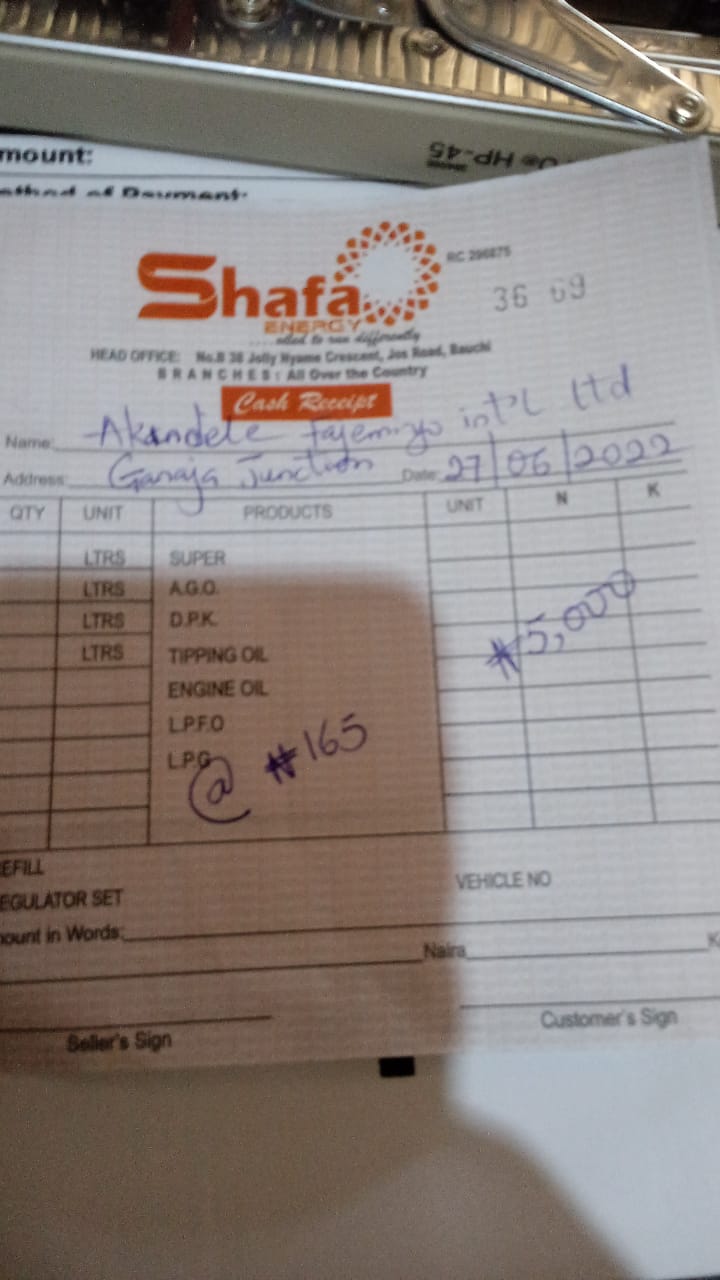 HP-45
mount:
ethod of Payment:
Shafa
ENERGY
RC 296875
36 69
to run differently
HEAD OFFICE: No.B 38 Jolly Nyame Crescent, Jos Road, Bauchi
BRANCHES: All Over the Country
Cash Receipt
Name: Akandele Fajemiyo int'l Ltd
Address: Ganaja Junction Date: 27/06/2022
QTY UNIT PRODUCTS UNIT N K
LTRS SUPER
LTRS A.G.O.
LTRS D.P.K.
₦5,000
LTRS TIPPING OIL
ENGINE OIL
L.P.F.O
L.P.G
@ ₦165
EFILL
EGULATOR SET
VEHICLE NO
ount in Words:
Naira K
Seller's Sign
Customer's Sign